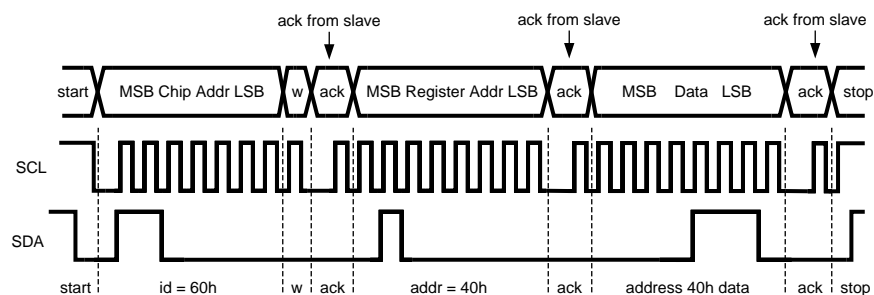 ack from slave ack from slave ack from slave
start MSB Chip Addr LSB w ack MSB Register Addr LSB ack MSB Data LSB ack stop
SCL
SDA
start id = 60h w ack addr = 40h ack address 40h data ack stop